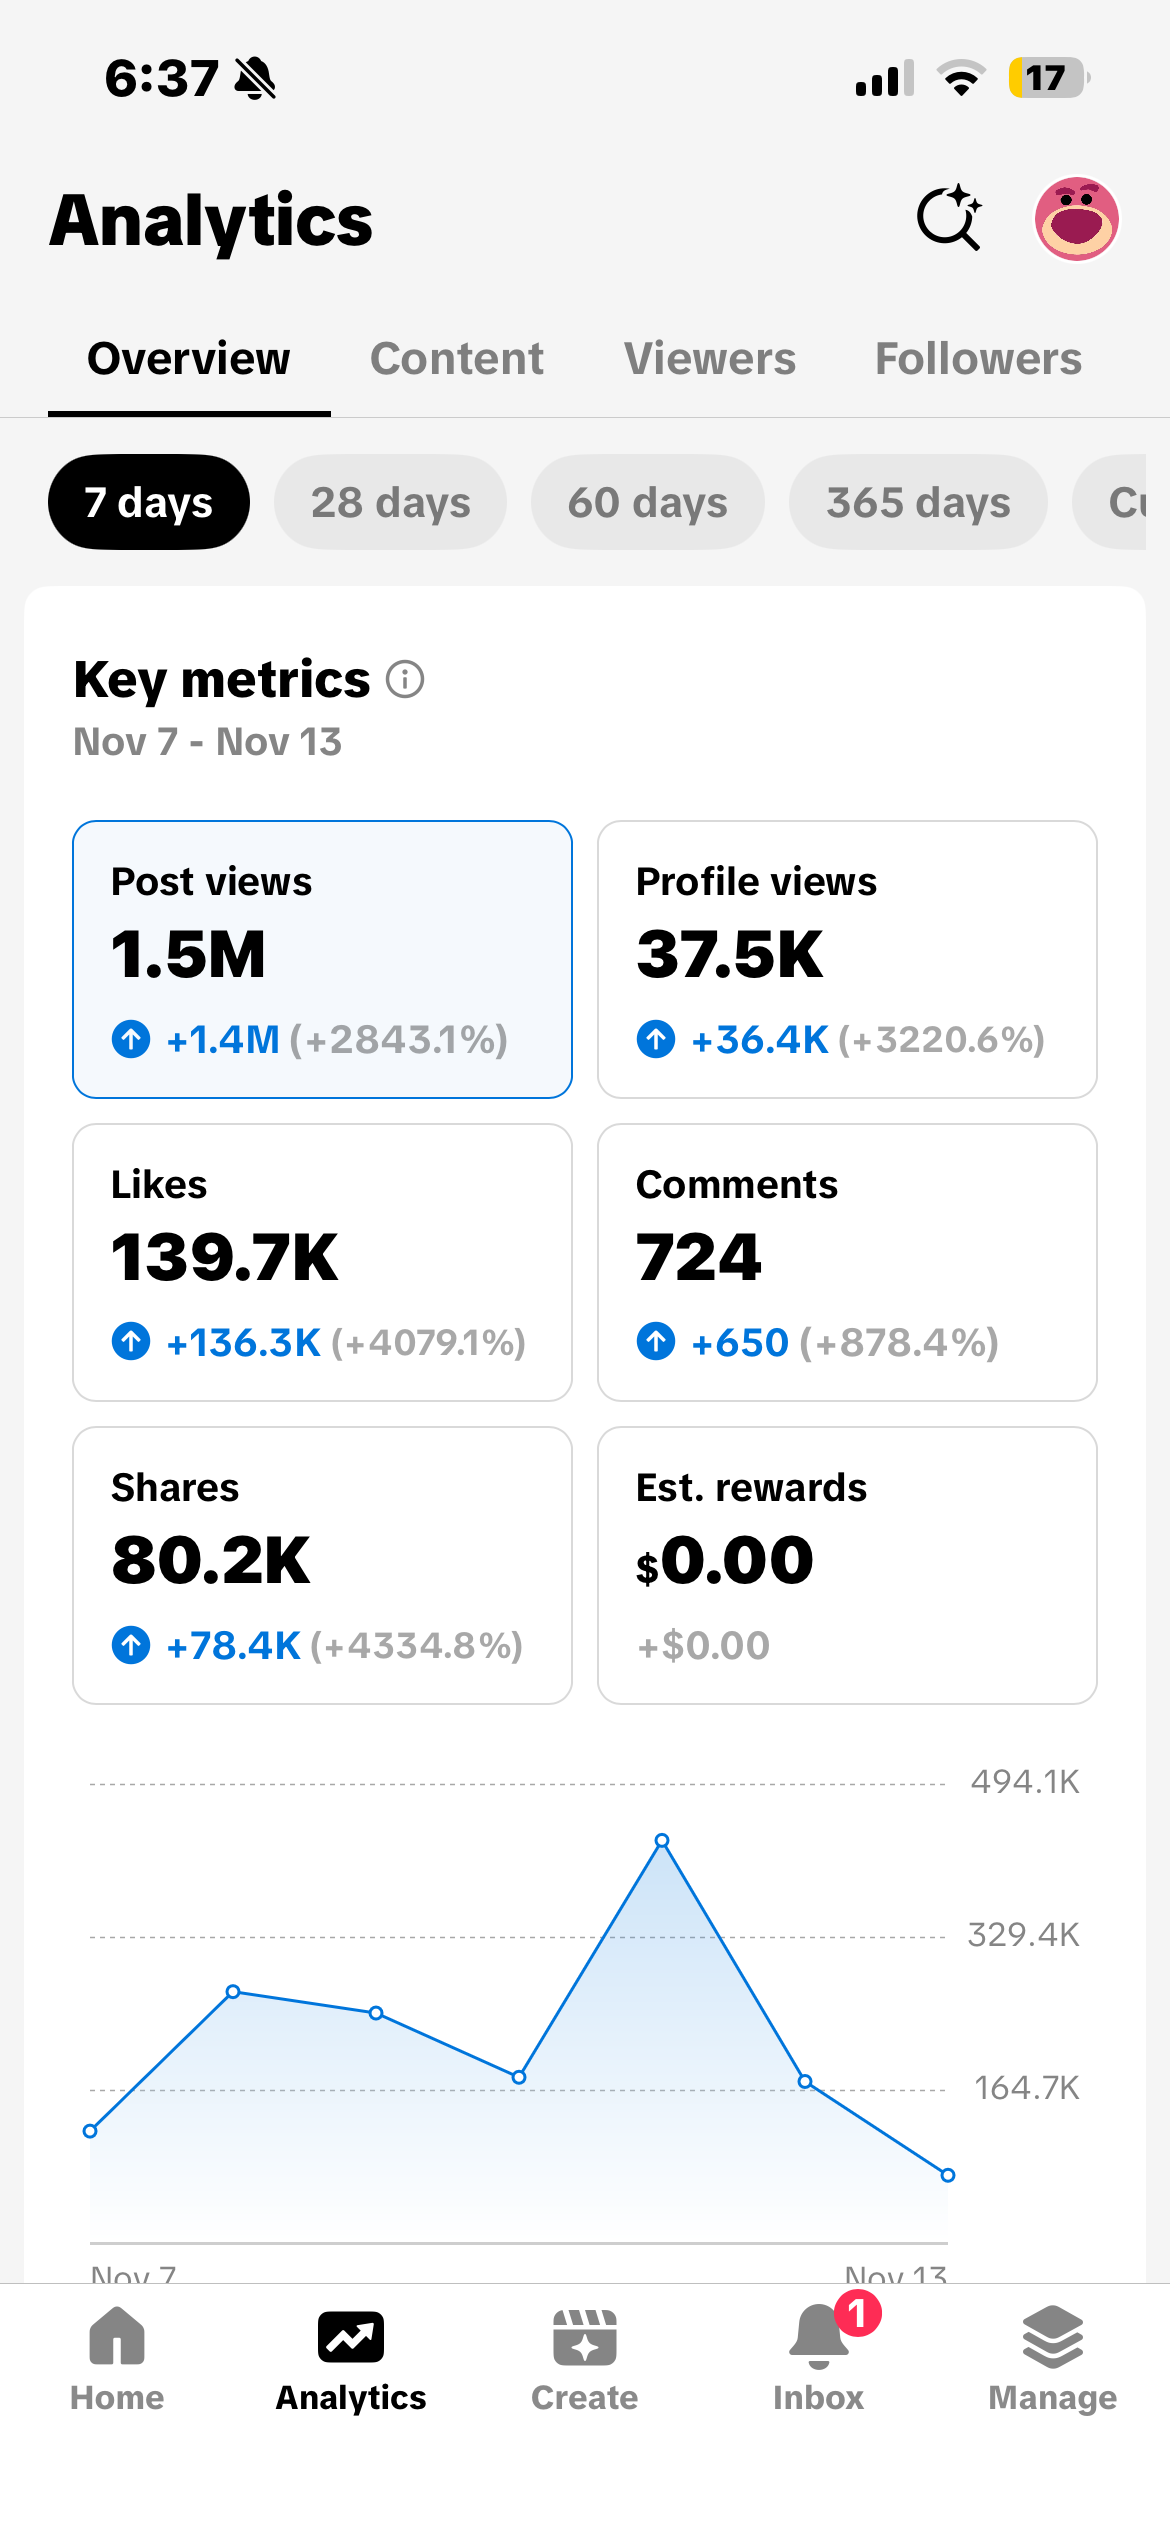 6:37
17
Analytics
Overview Content Viewers Followers
7 days 28 days 60 days 365 days Cu
Key metrics
Nov 7 - Nov 13
Post views
1.5M
+1.4M (+2843.1%)
Profile views
37.5K
+36.4K (+3220.6%)
Likes
139.7K
+136.3K (+4079.1%)
Comments
724
+650 (+878.4%)
Shares
80.2K
+78.4K (+4334.8%)
Est. rewards
$0.00
+$0.00
494.1K
329.4K
164.7K
Nov 7 Nov 13
1
Home Analytics Create Inbox Manage